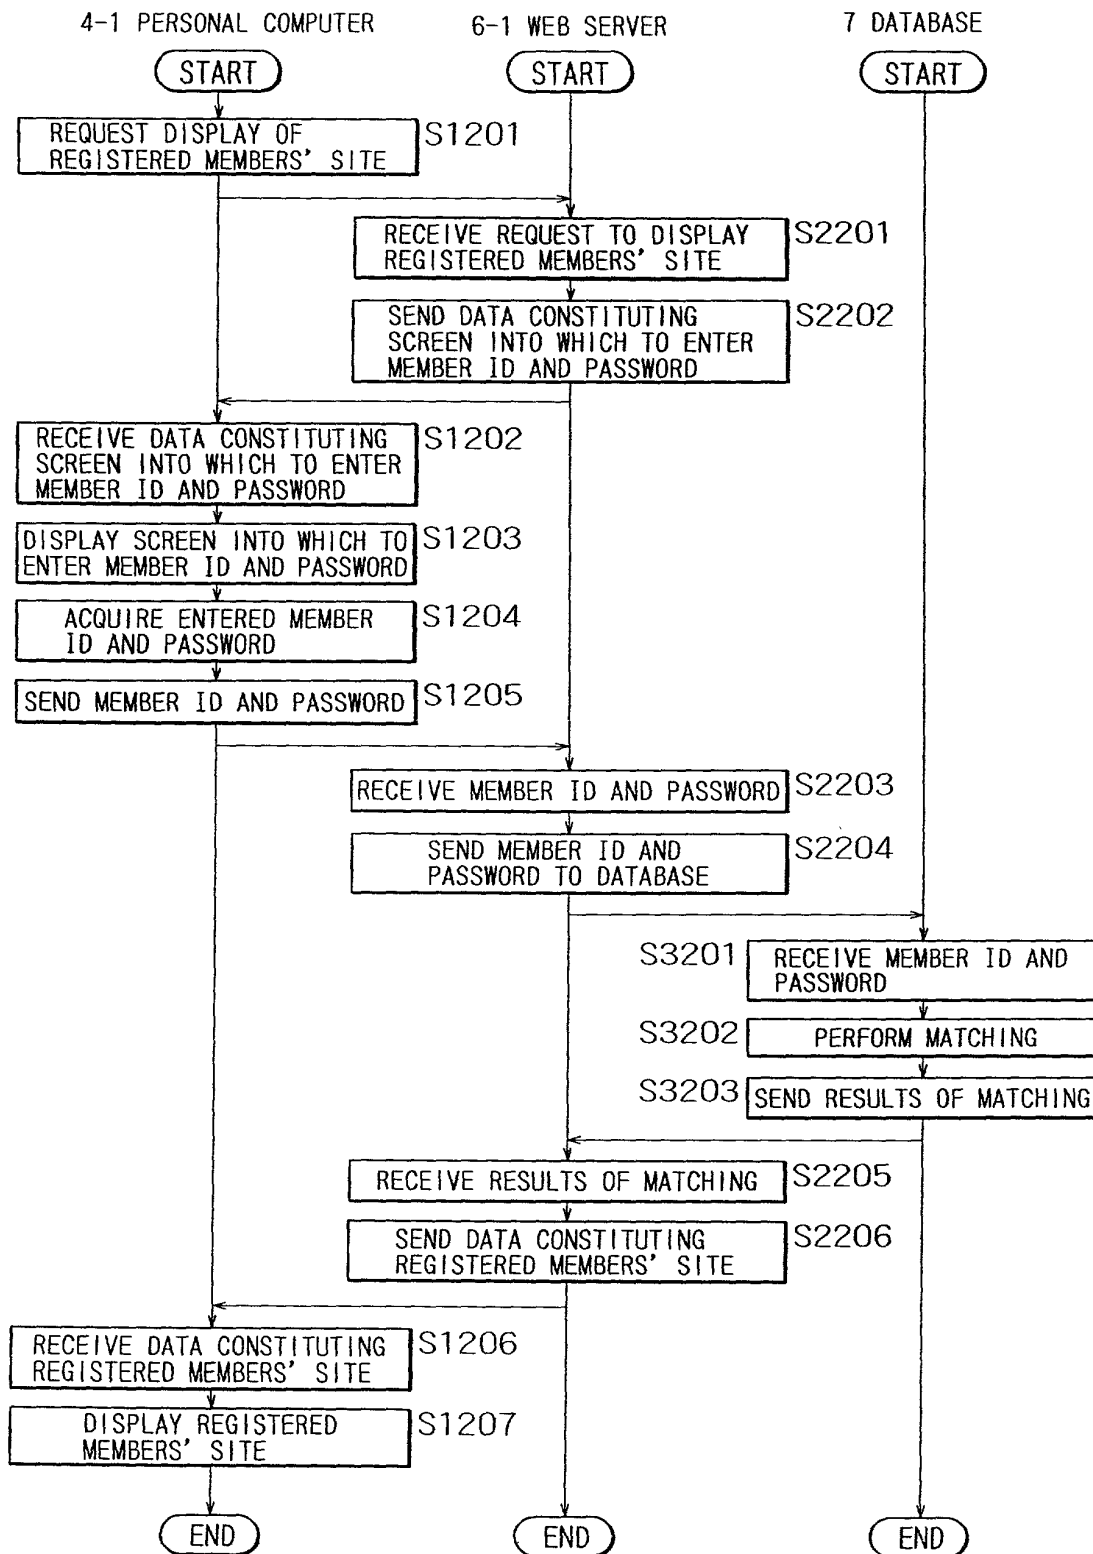 4-1 PERSONAL COMPUTER
6-1 WEB SERVER
7 DATABASE
START
START
START
REQUEST DISPLAY OF
REGISTERED MEMBERS' SITE
S1201
RECEIVE REQUEST TO DISPLAY
REGISTERED MEMBERS' SITE
S2201
SEND DATA CONSTITUTING
SCREEN INTO WHICH TO ENTER
MEMBER ID AND PASSWORD
S2202
RECEIVE DATA CONSTITUTING
SCREEN INTO WHICH TO ENTER
MEMBER ID AND PASSWORD
S1202
DISPLAY SCREEN INTO WHICH TO
ENTER MEMBER ID AND PASSWORD
S1203
ACQUIRE ENTERED MEMBER
ID AND PASSWORD
S1204
SEND MEMBER ID AND PASSWORD
S1205
RECEIVE MEMBER ID AND PASSWORD
S2203
SEND MEMBER ID AND
PASSWORD TO DATABASE
S2204
S3201
RECEIVE MEMBER ID AND
PASSWORD
S3202
PERFORM MATCHING
S3203
SEND RESULTS OF MATCHING
RECEIVE RESULTS OF MATCHING
S2205
SEND DATA CONSTITUTING
REGISTERED MEMBERS' SITE
S2206
RECEIVE DATA CONSTITUTING
REGISTERED MEMBERS' SITE
S1206
DISPLAY REGISTERED
MEMBERS' SITE
S1207
END
END
END